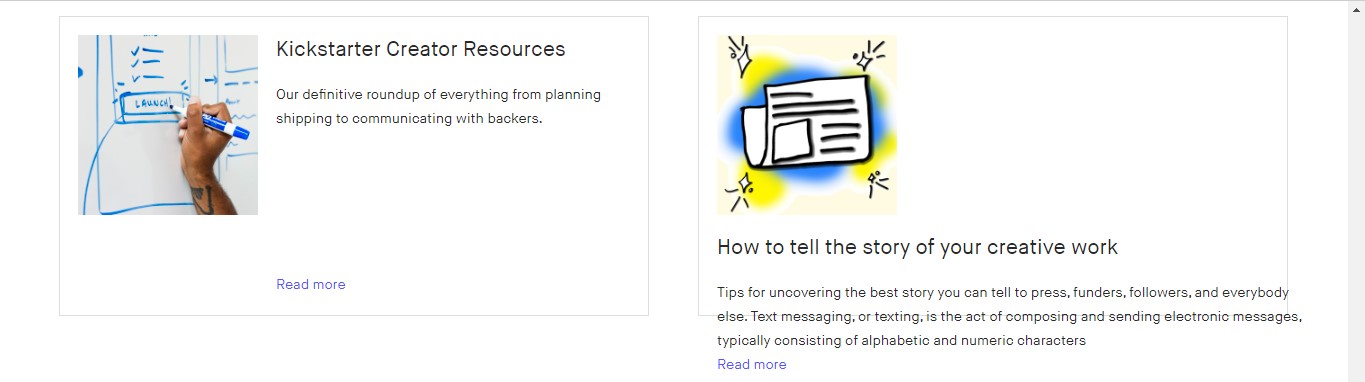 LAUNCH!
Kickstarter Creator Resources
Our definitive roundup of everything from planning
shipping to communicating with backers.
Read more
How to tell the story of your creative work
Tips for uncovering the best story you can tell to press, funders, followers, and everybody
else. Text messaging, or texting, is the act of composing and sending electronic messages,
typically consisting of alphabetic and numeric characters
Read more